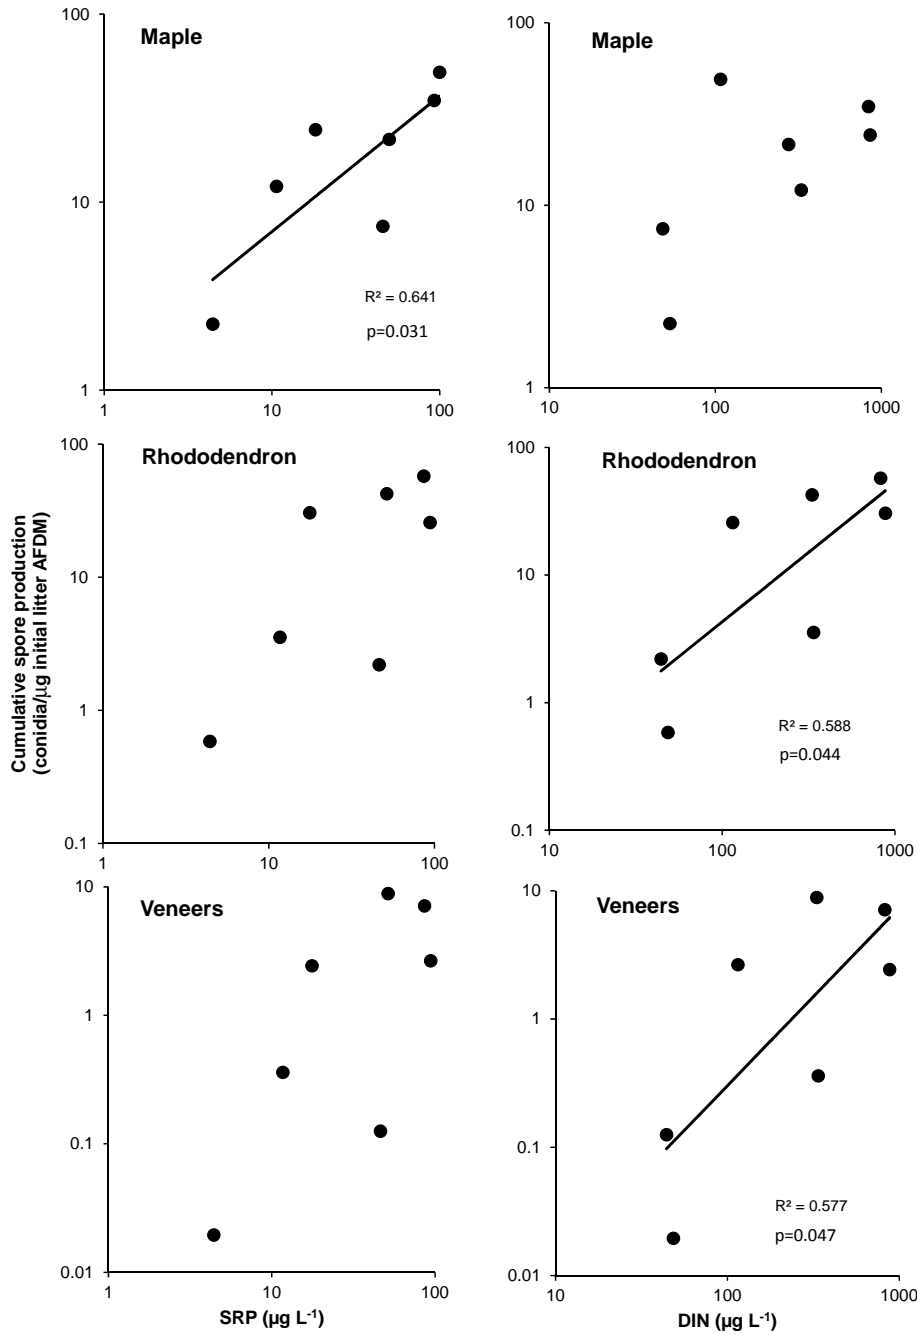 Maple
100
10
1
1
10
100
R² = 0.641
p=0.031
Maple
100
10
1
10
100
1000
Cumulative spore production
(conidia/µg initial litter AFDM)
Rhododendron
100
10
1
0.1
1
10
100
Rhododendron
100
10
1
0.1
10
100
1000
R² = 0.588
p=0.044
Veneers
10
1
0.1
0.01
1
10
100
SRP (µg L⁻¹)
Veneers
10
1
0.1
0.01
10
100
1000
R² = 0.577
p=0.047
DIN (µg L⁻¹)